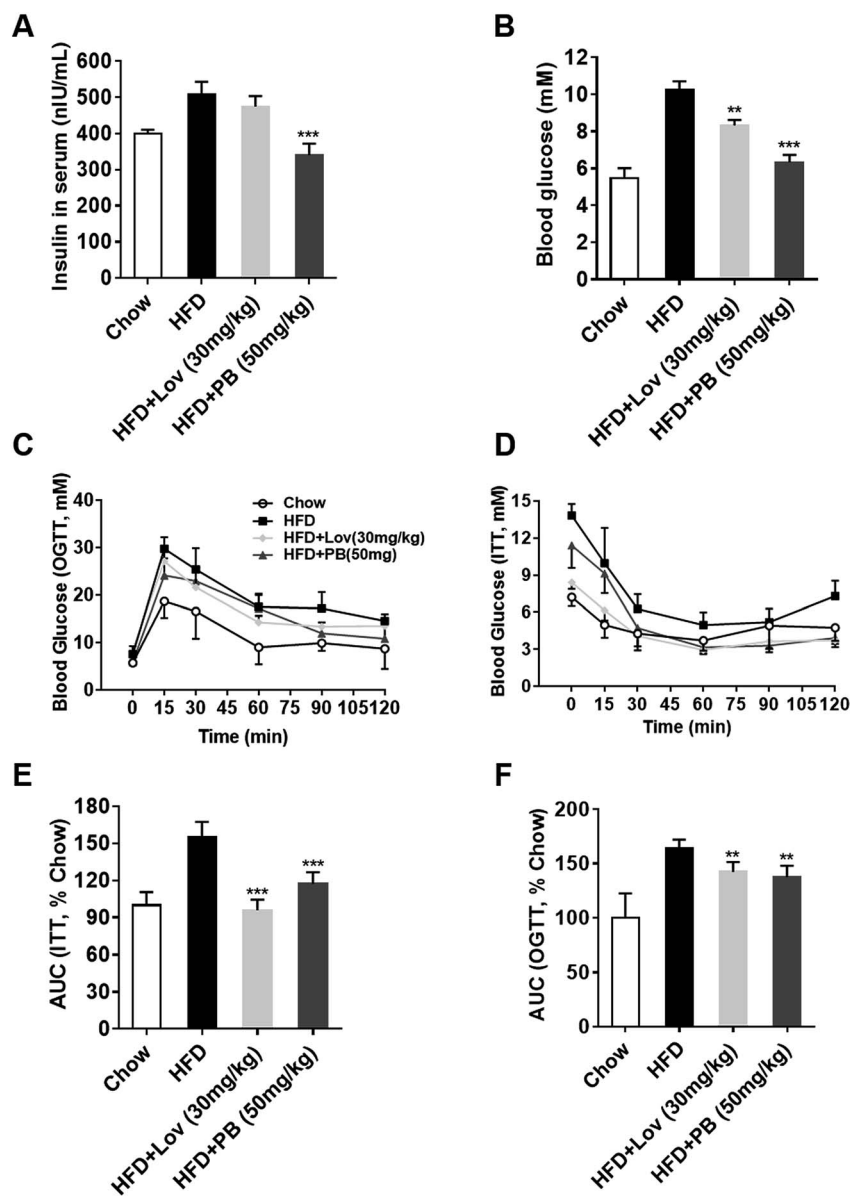 A
Insulin in serum (nIU/mL)
600
500
400
300
200
100
0
***
Chow
HFD
HFD+Lov (30mg/kg)
HFD+PB (50mg/kg)
B
Blood glucose (mM)
12
10
8
6
4
2
0
**
***
Chow
HFD
HFD+Lov (30mg/kg)
HFD+PB (50mg/kg)
C
Blood Glucose (OGTT, mM)
40
30
20
10
0
Chow
HFD
HFD+Lov(30mg/kg)
HFD+PB(50mg)
0 15 30 45 60 75 90 105 120
Time (min)
D
Blood Glucose (ITT, mM)
15
12
9
6
3
0
0 15 30 45 60 75 90 105 120
Time (min)
E
AUC (ITT, % Chow)
180
150
120
90
60
30
0
***
***
Chow
HFD
HFD+Lov (30mg/kg)
HFD+PB (50mg/kg)
F
AUC (OGTT, % Chow)
200
150
100
50
0
**
**
Chow
HFD
HFD+Lov (30mg/kg)
HFD+PB (50mg/kg)